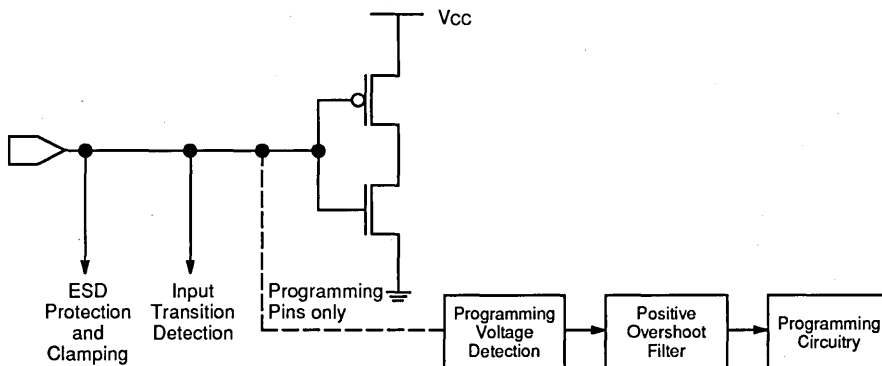 Vcc
ESD
Protection
and
Clamping
Input
Transition
Detection
Programming
Pins only
Programming
Voltage
Detection
Positive
Overshoot
Filter
Programming
Circuitry